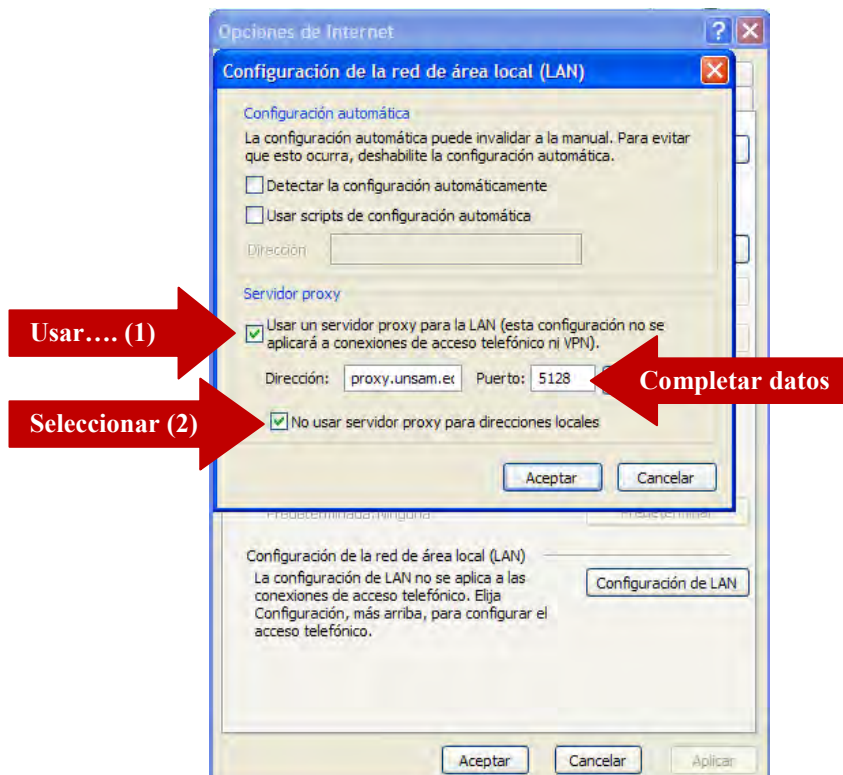 Opciones de Internet
Configuración de la red de área local (LAN)
Configuración automática
La configuración automática puede invalidar a la manual. Para evitar
que esto ocurra, deshabilite la configuración automática.
Detectar la configuración automáticamente
Usar scripts de configuración automática
Dirección
Servidor proxy
Usar…. (1)
Usar un servidor proxy para la LAN (esta configuración no se
aplicará a conexiones de acceso telefónico ni VPN).
Dirección: proxy.unsam.ec Puerto: 5128
Completar datos
Seleccionar (2)
No usar servidor proxy para direcciones locales
Aceptar Cancelar
Predeterminada: Ninguna Predeterminar
Configuración de la red de área local (LAN)
La configuración de LAN no se aplica a las
conexiones de acceso telefónico. Elija
Configuración, más arriba, para configurar el
acceso telefónico.
Configuración de LAN
Aceptar Cancelar Aplicar